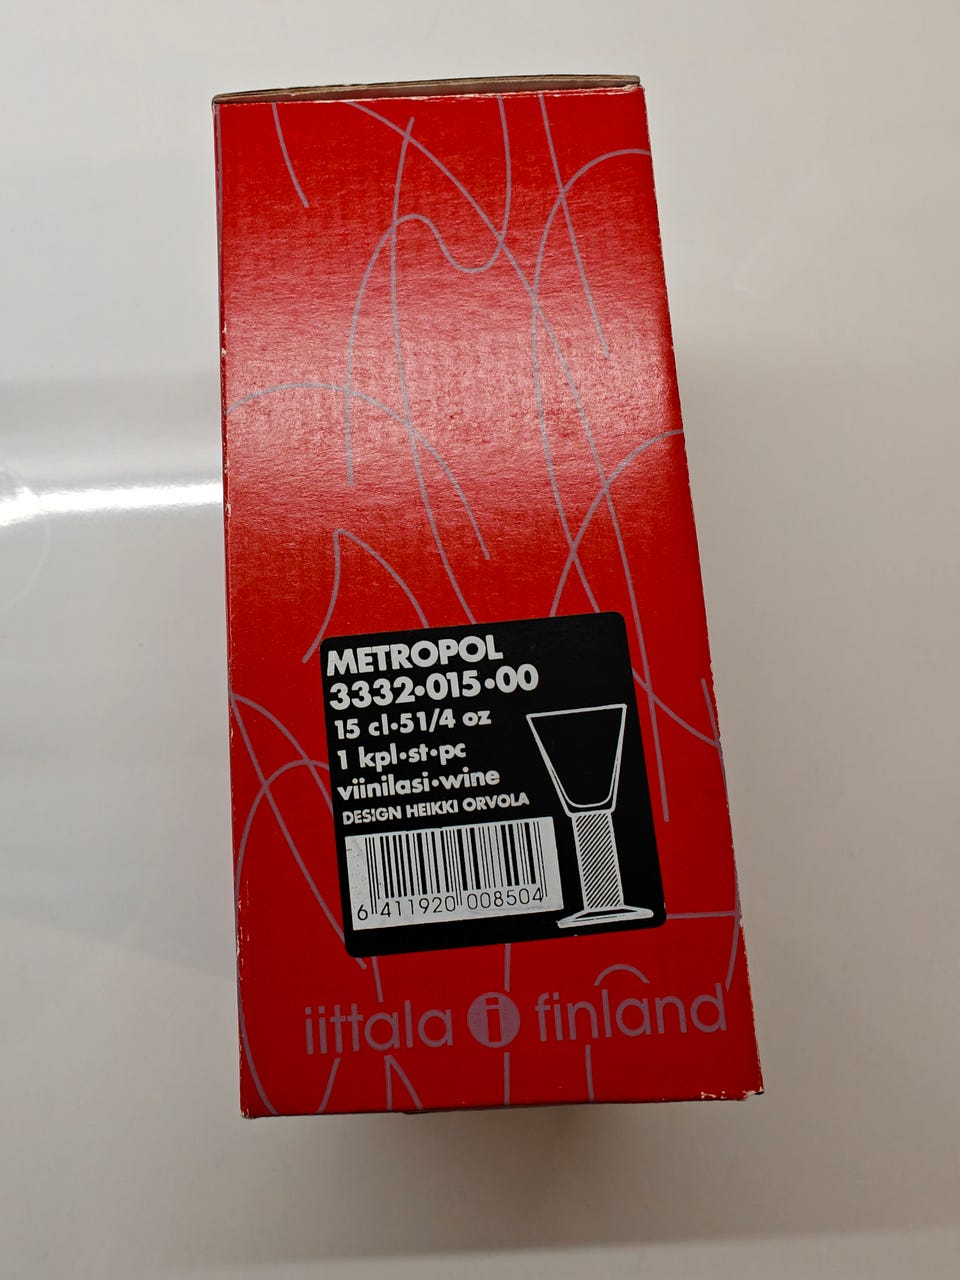 METROPOL
3332•015•00
15 cl•51/4 oz
1 kpl•st•pc
viinilasi•wine
DESIGN HEIKKI ORVOLA
6 411920 008504
iittala i finland